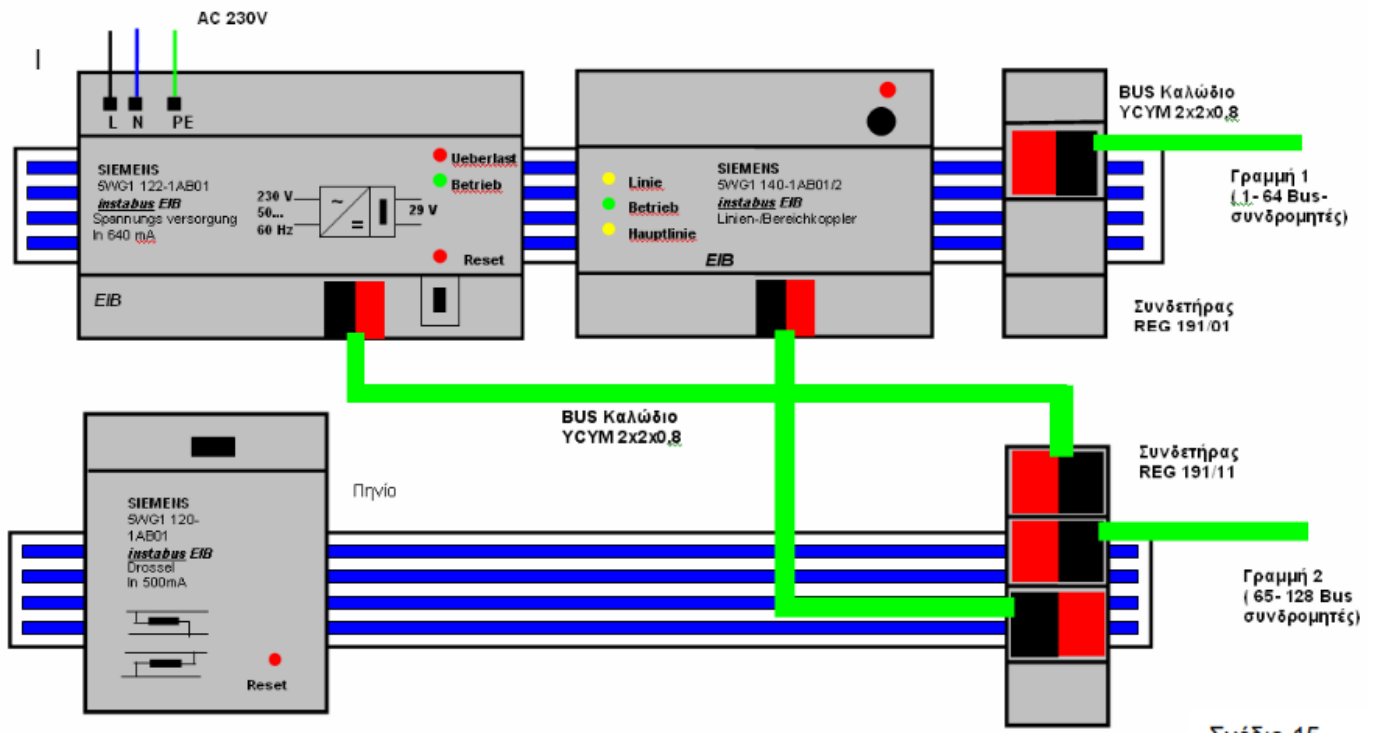 AC 230V
L N PE
SIEMENS
5WG1 122-1AB01
instabus EIB
Spannungs versorgung
In 640 mA
230 V
50...
60 Hz
~
=
29 V
Ueberlast
Betrieb
Reset
EIB
Linie
Betrieb
Hauptlinie
SIEMENS
5WG1 140-1AB01/2
instabus EIB
Linien-/Bereichkoppler
EIB
BUS Καλώδιο
YCYM 2x2x0,8
Γραμμή 1
( 1- 64 Bus-
συνδρομητές)
Συνδετήρας
REG 191/01
BUS Καλώδιο
YCYM 2x2x0,8
Συνδετήρας
REG 191/11
Πηνίο
SIEMENS
5WG1 120-
1AB01
instabus EIB
Drossel
In 500mA
Reset
Γραμμή 2
( 65- 128 Bus
συνδρομητές)